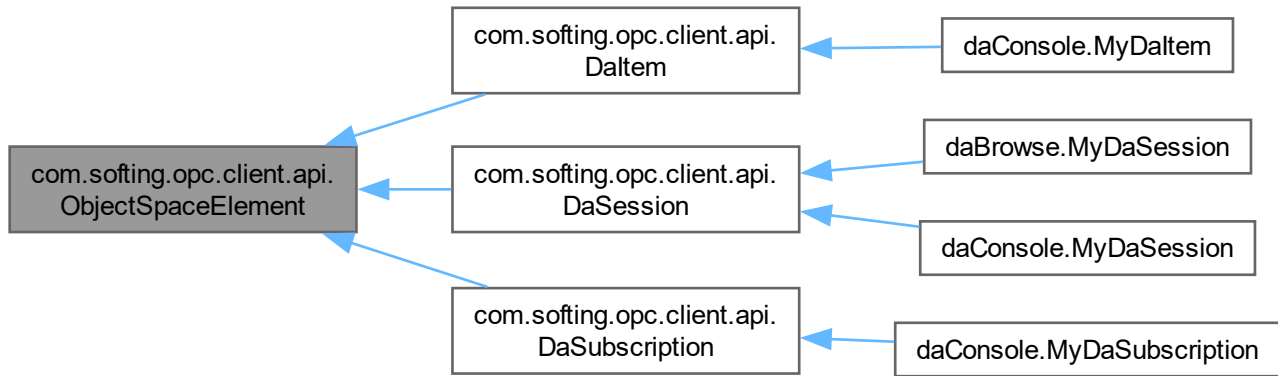 com.softing.opc.client.api.
ObjectSpaceElement
com.softing.opc.client.api.
DaItem
daConsole.MyDaItem
com.softing.opc.client.api.
DaSession
daBrowse.MyDaSession
daConsole.MyDaSession
com.softing.opc.client.api.
DaSubscription
daConsole.MyDaSubscription